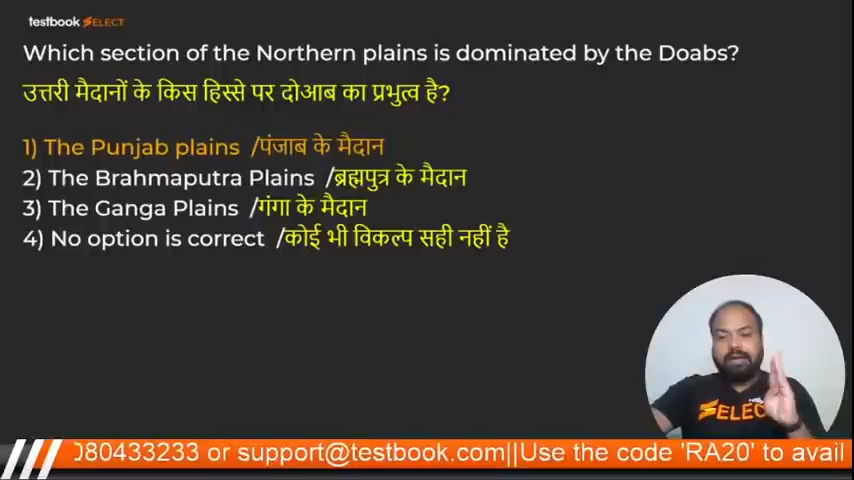 testbook SELECT
Which section of the Northern plains is dominated by the Doabs?
उत्तरी मैदानों के किस हिस्से पर दोआब का प्रभुत्व है?
1) The Punjab plains /पंजाब के मैदान
2) The Brahmaputra Plains /ब्रह्मपुत्र के मैदान
3) The Ganga Plains /गंगा के मैदान
4) No option is correct /कोई भी विकल्प सही नहीं है
SELEC
080433233 or support@testbook.com||Use the code 'RA20' to avail